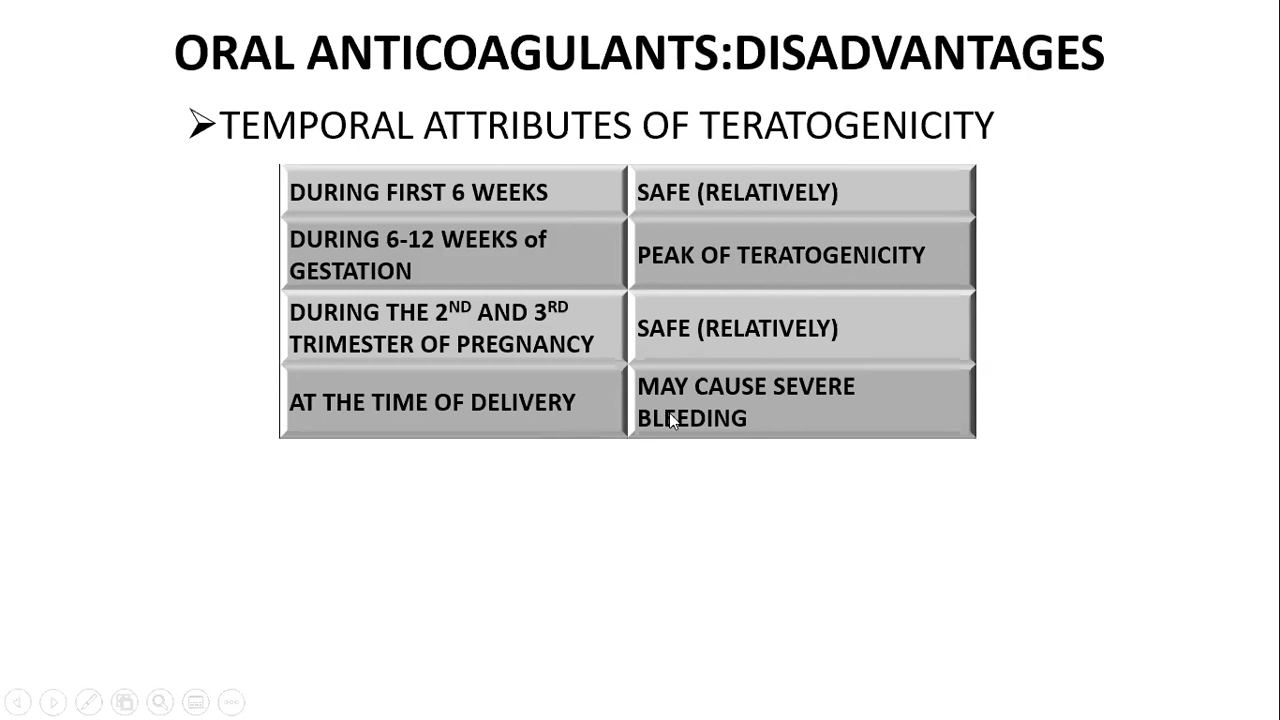 ORAL ANTICOAGULANTS:DISADVANTAGES
➢TEMPORAL ATTRIBUTES OF TERATOGENICITY
DURING FIRST 6 WEEKS
SAFE (RELATIVELY)
DURING 6-12 WEEKS of
GESTATION
PEAK OF TERATOGENICITY
DURING THE 2ND AND 3RD
TRIMESTER OF PREGNANCY
SAFE (RELATIVELY)
AT THE TIME OF DELIVERY
MAY CAUSE SEVERE
BLEEDING